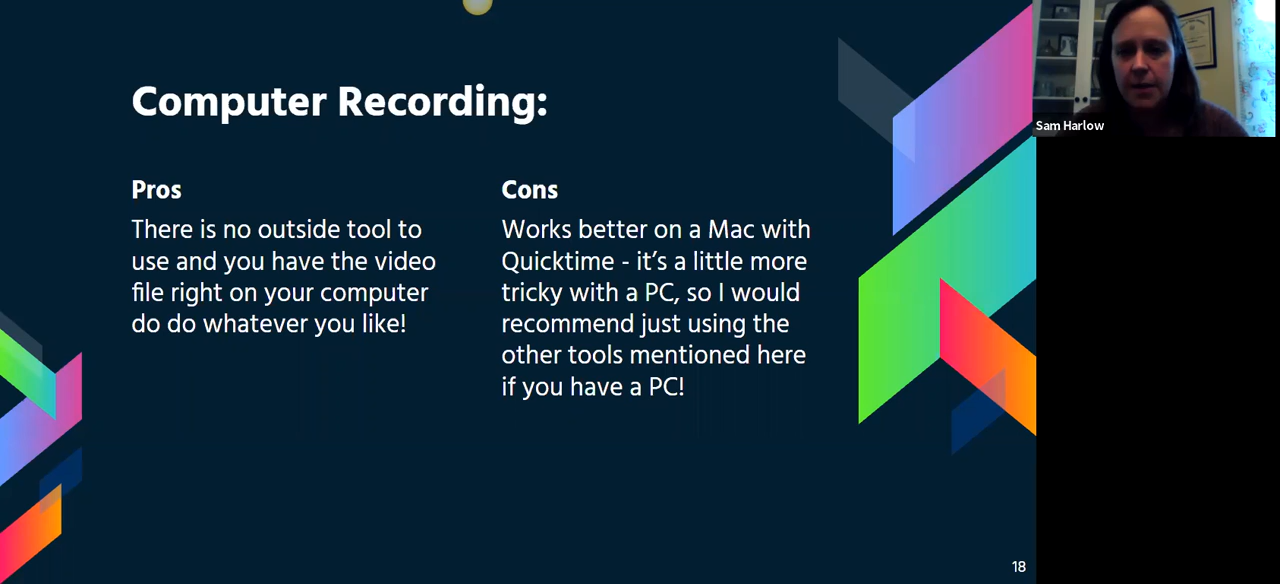 Computer Recording:
Pros
There is no outside tool to
use and you have the video
file right on your computer
do do whatever you like!
Cons
Works better on a Mac with
Quicktime - it's a little more
tricky with a PC, so I would
recommend just using the
other tools mentioned here
if you have a PC!
18
Sam Harlow